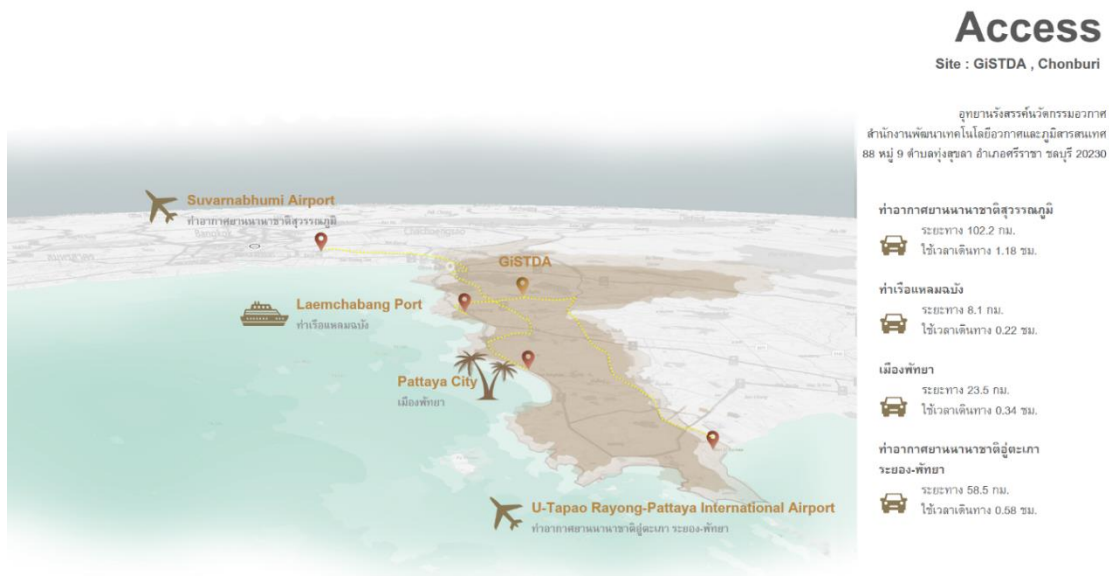 Access
Site : GiSTDA , Chonburi
อุทยานรังสรรค์นวัตกรรมอวกาศ
สำนักงานพัฒนาเทคโนโลยีอวกาศและภูมิสารสนเทศ
88 หมู่ 9 ตำบลทุ่งสุขลา อำเภอศรีราชา ชลบุรี 20230
Suvarnabhumi Airport
ท่าอากาศยานนานาชาติสุวรรณภูมิ
Bangkok
GiSTDA
Laemchabang Port
ท่าเรือแหลมฉบัง
Pattaya City
เมืองพัทยา
U-Tapao Rayong-Pattaya International Airport
ท่าอากาศยานนานาชาติอู่ตะเภา ระยอง-พัทยา
ท่าอากาศยานนานาชาติสุวรรณภูมิ
ระยะทาง 102.2 กม.
ใช้เวลาเดินทาง 1.18 ชม.
ท่าเรือแหลมฉบัง
ระยะทาง 8.1 กม.
ใช้เวลาเดินทาง 0.22 ชม.
เมืองพัทยา
ระยะทาง 23.5 กม.
ใช้เวลาเดินทาง 0.34 ชม.
ท่าอากาศยานนานาชาติอู่ตะเภา
ระยอง-พัทยา
ระยะทาง 58.5 กม.
ใช้เวลาเดินทาง 0.58 ชม.